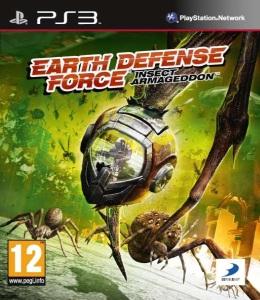 PS3
PlayStation Network
EARTH DEFENSE
FORCE INSECT
ARMAGEDDON
12
www.pegi.info
D3